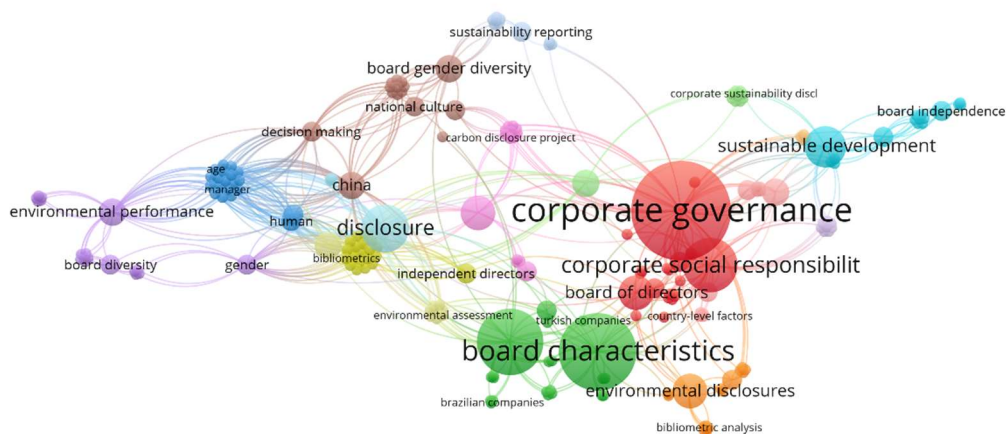 sustainability reporting
board gender diversity
corporate sustainability discl
national culture
board independence
decision making
carbon disclosure project
sustainable development
age
manager
china
environmental performance
corporate governance
human
disclosure
board diversity
gender
bibliometrics
independent directors
corporate social responsibilit
board of directors
environmental assessment
turkish companies
country-level factors
board characteristics
environmental disclosures
brazilian companies
bibliometric analysis